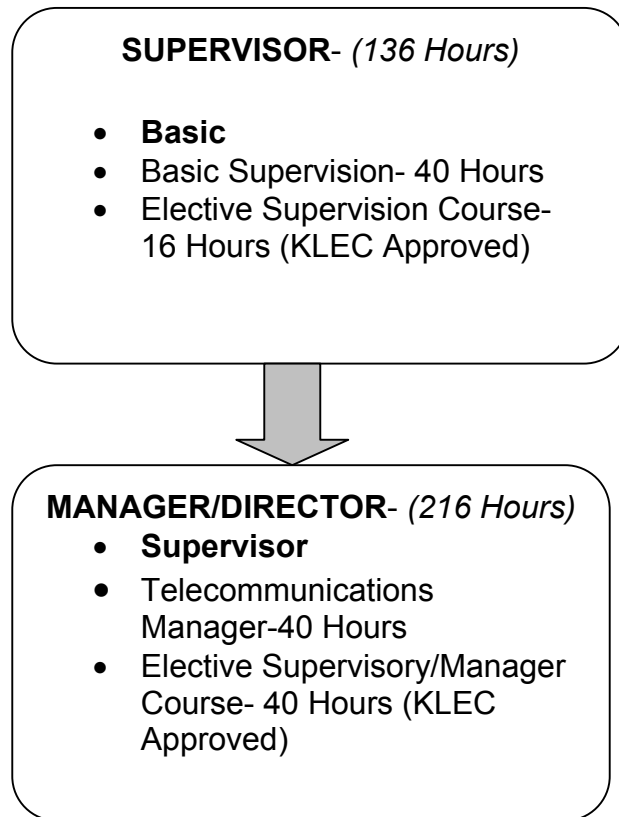 SUPERVISOR- (136 Hours)
• Basic
• Basic Supervision- 40 Hours
• Elective Supervision Course-
16 Hours (KLEC Approved)
MANAGER/DIRECTOR- (216 Hours)
• Supervisor
• Telecommunications
Manager-40 Hours
• Elective Supervisory/Manager
Course- 40 Hours (KLEC
Approved)